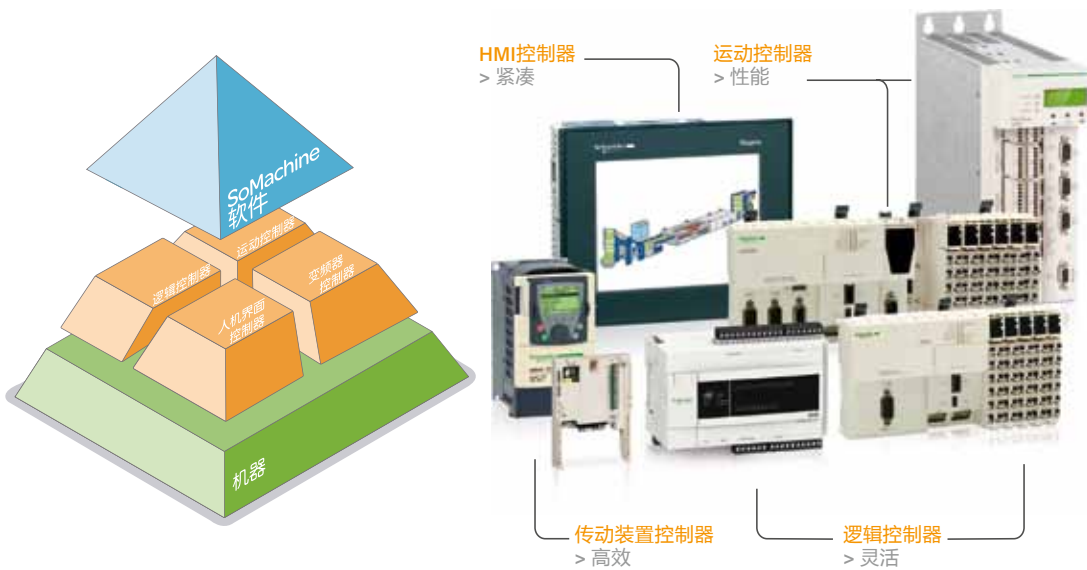 SoMachine
软件
运动控制器
逻辑控制器
变频器
控制器
人机界面
控制器
机器
HMI控制器
> 紧凑
运动控制器
> 性能
传动装置控制器
> 高效
逻辑控制器
> 灵活